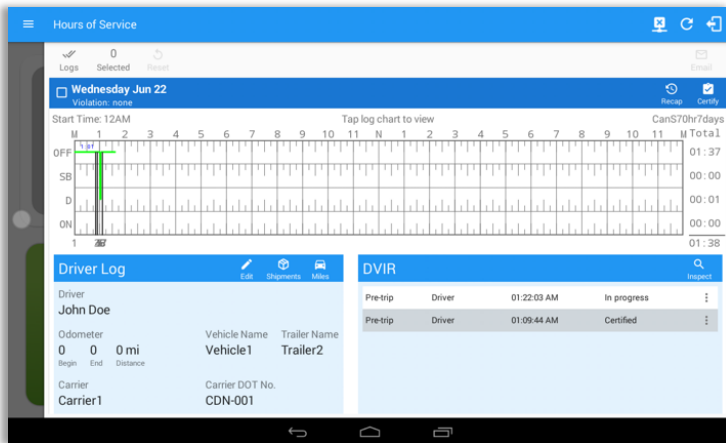 Hours of Service
Logs
0
Selected
Reset
Email
Wednesday Jun 22
Violation: none
Recap
Certify
Start Time: 12AM
Tap log chart to view
CanS70hr7days
M 1 2 3 4 5 6 7 8 9 10 11 N 1 2 3 4 5 6 7 8 9 10 11 M Total
OFF 01:37
SB 00:00
D 00:01
ON 00:00
1
01:38
Driver Log
Edit
Shipments
Miles
Driver
John Doe
Odometer Vehicle Name Trailer Name
0 0 0 mi Vehicle1 Trailer2
Begin End Distance
Carrier Carrier DOT No.
Carrier1 CDN-001
DVIR
Inspect
Pre-trip Driver 01:22:03 AM In progress
Pre-trip Driver 01:09:44 AM Certified